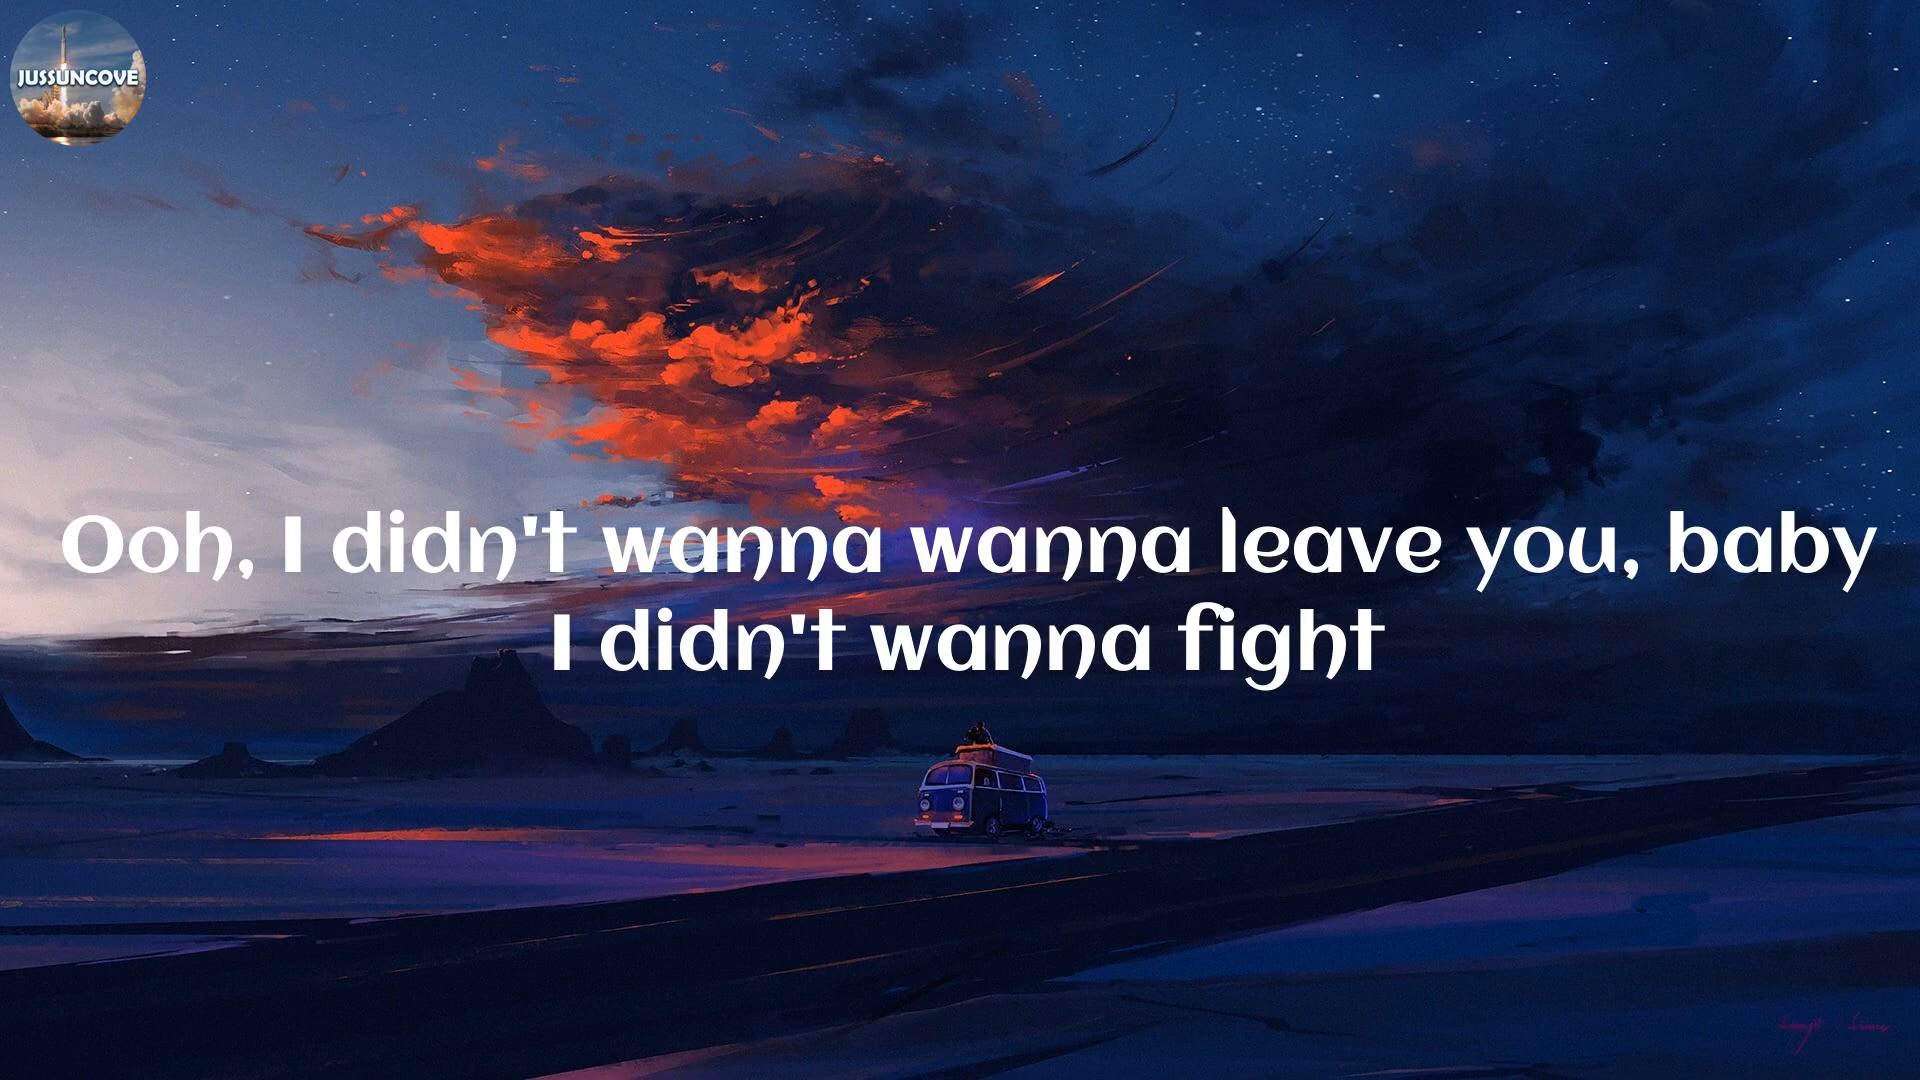 JUSSUNCOVE
Ooh, I didn't wanna wanna leave you, baby
I didn't wanna fight